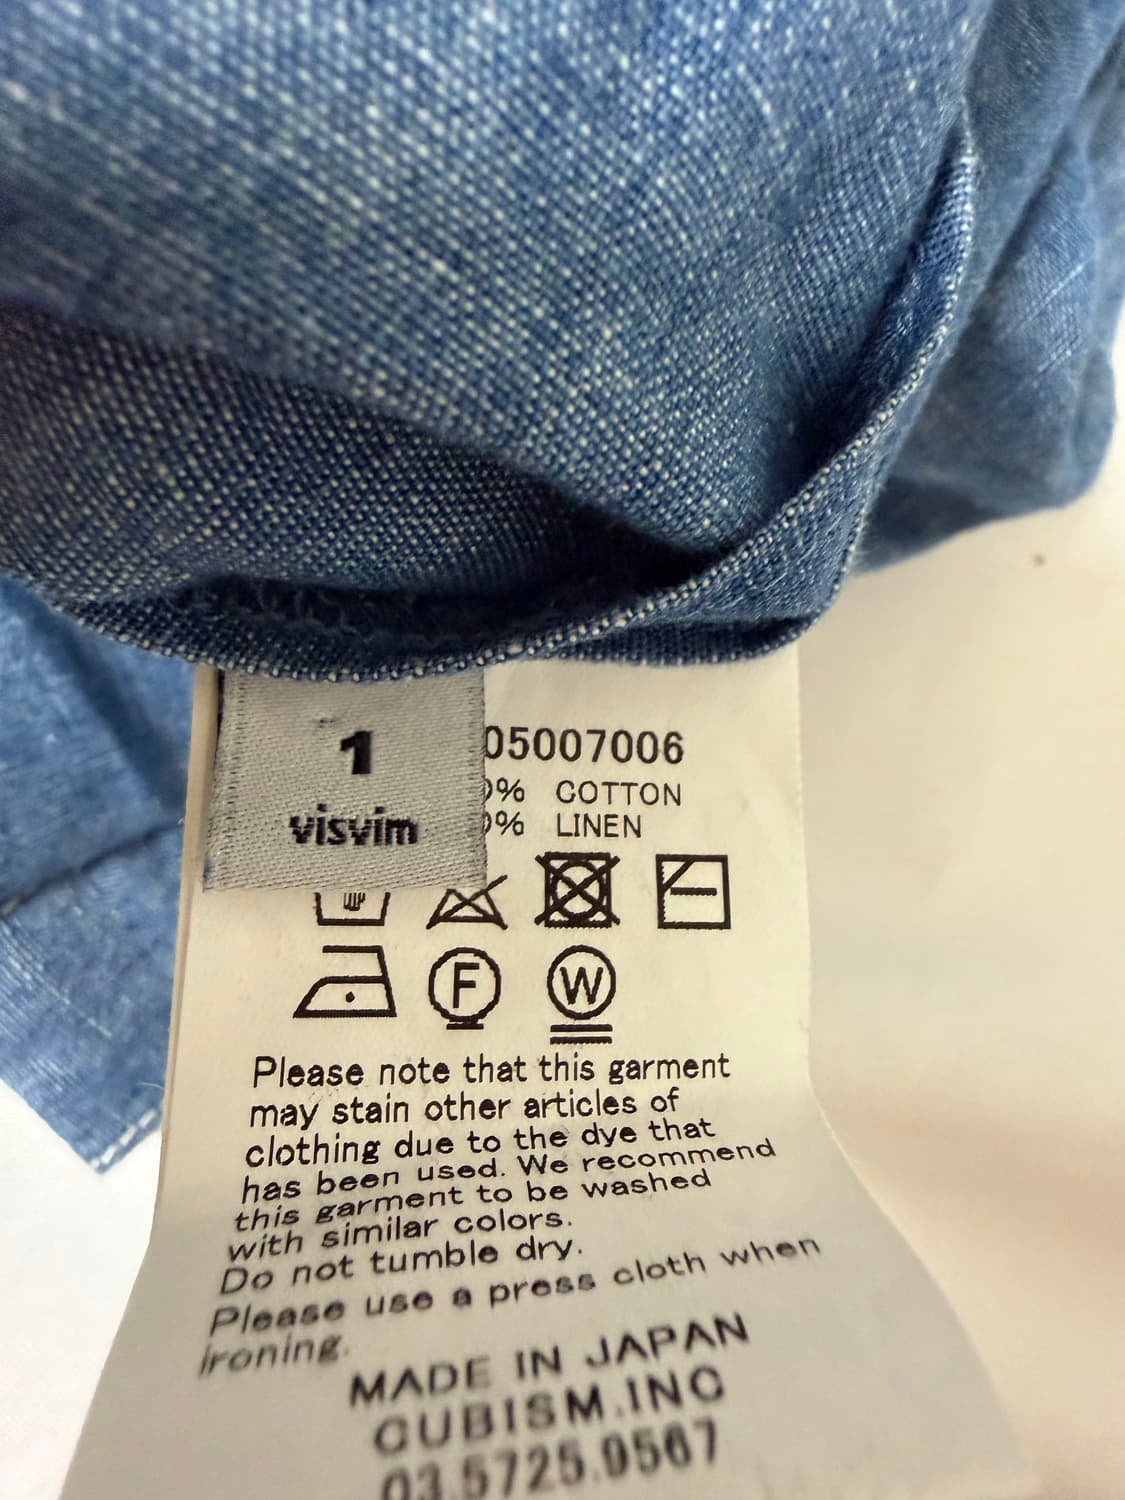 1
visvim
05007006
% COTTON
% LINEN
F
W
Please note that this garment
may stain other articles of
clothing due to the dye that
has been used. We recommend
this garment to be washed
with similar colors.
Do not tumble dry.
Please use a press cloth when
ironing.
MADE IN JAPAN
CUBISM.INC
03.5725.9567